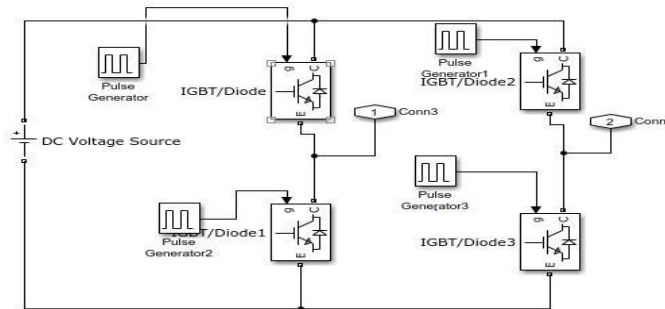 Pulse
Generator
IGBT/Diode
g
C
E
1
Conn3
Pulse
Generator1
IGBT/Diode2
g
C
E
2
Conn
+
DC Voltage Source
Pulse
Generator2
IGBT/Diode1
g
C
E
Pulse
Generator3
IGBT/Diode3
g
C
E